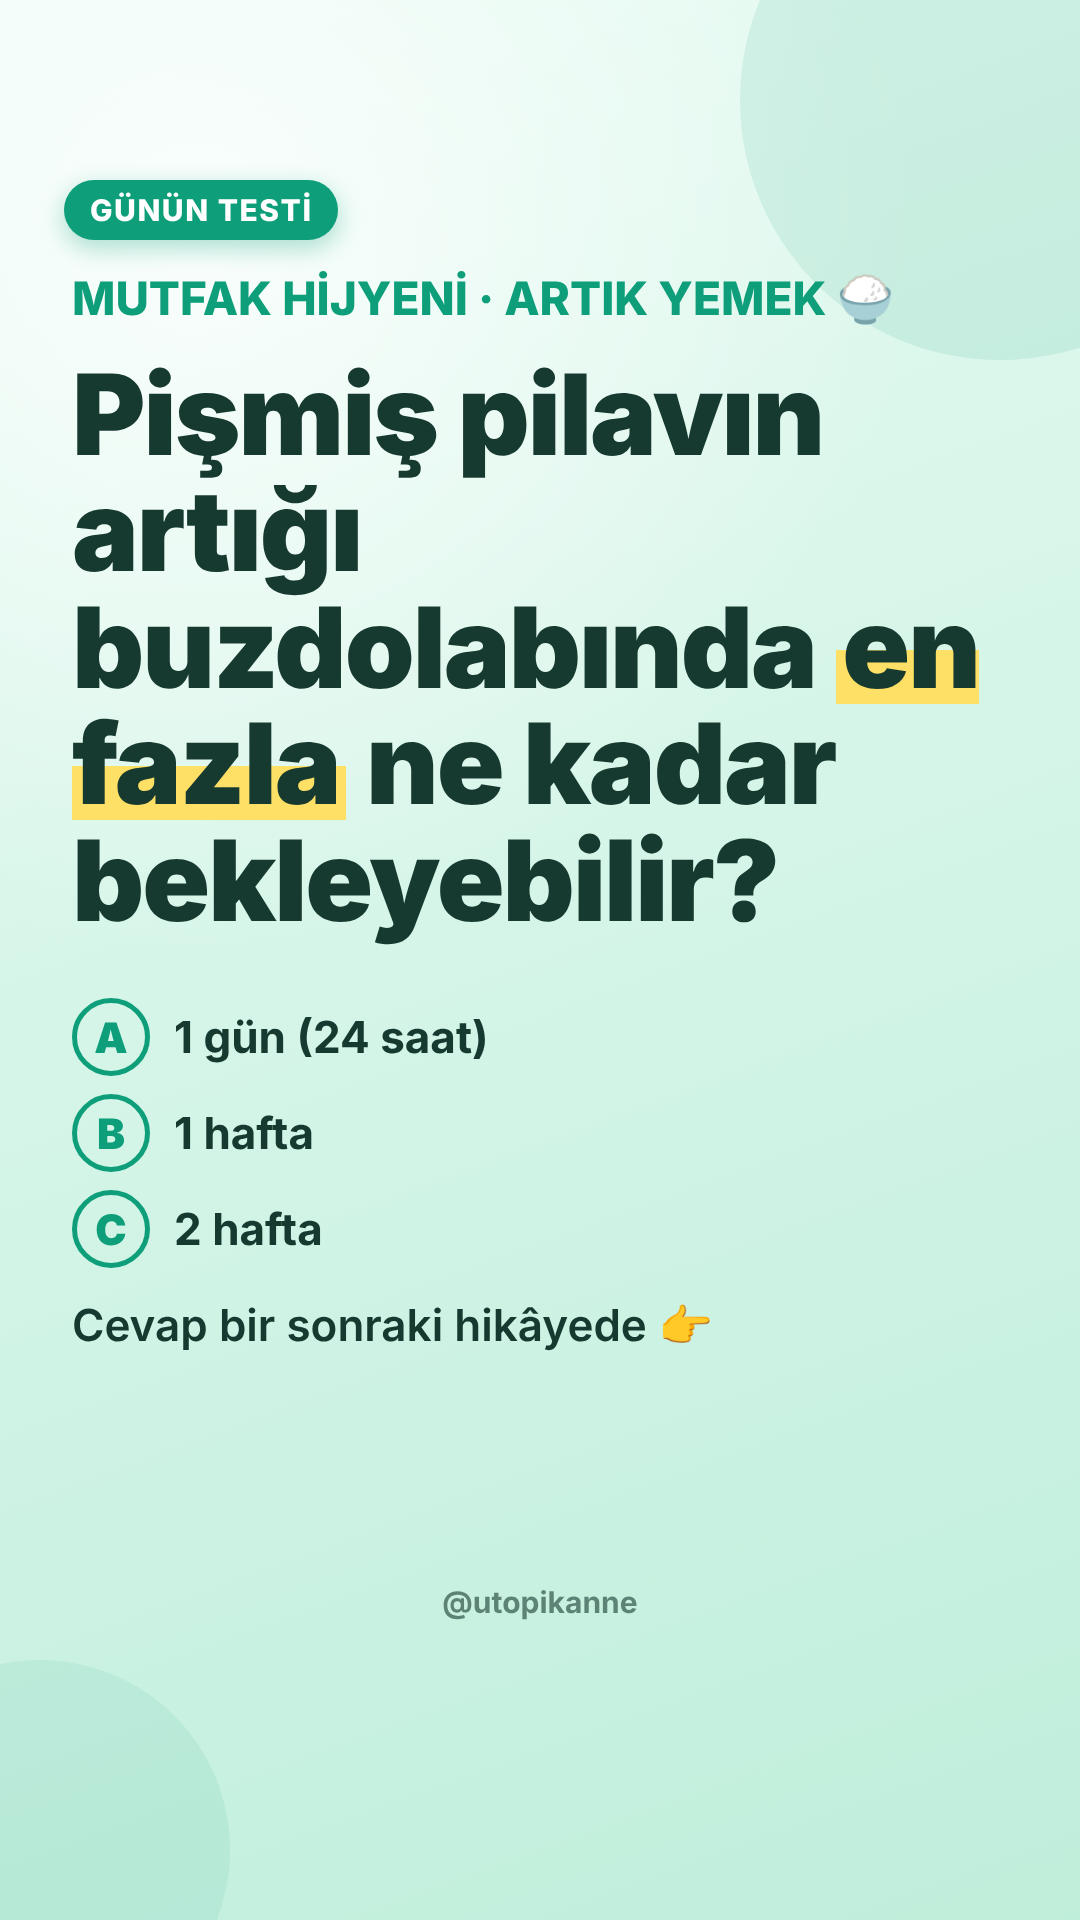 GÜNÜN TESTİ
MUTFAK HİJYENİ · ARTIK YEMEK 🍚
Pişmiş pilavın
artığı
buzdolabında en
fazla ne kadar
bekleyebilir?
A 1 gün (24 saat)
B 1 hafta
C 2 hafta
Cevap bir sonraki hikâyede 👉
@utopikanne